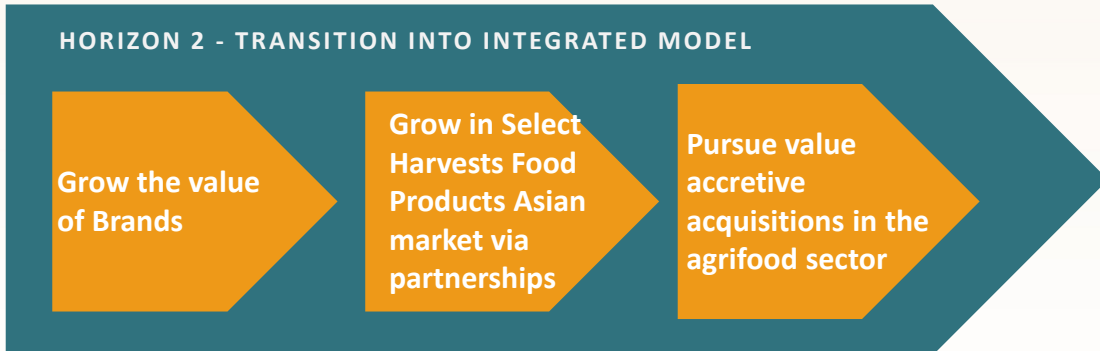 HORIZON 2 - TRANSITION INTO INTEGRATED MODEL
Grow the value
of Brands
Grow in Select
Harvests Food
Products Asian
market via
partnerships
Pursue value
accretive
acquisitions in the
agrifood sector